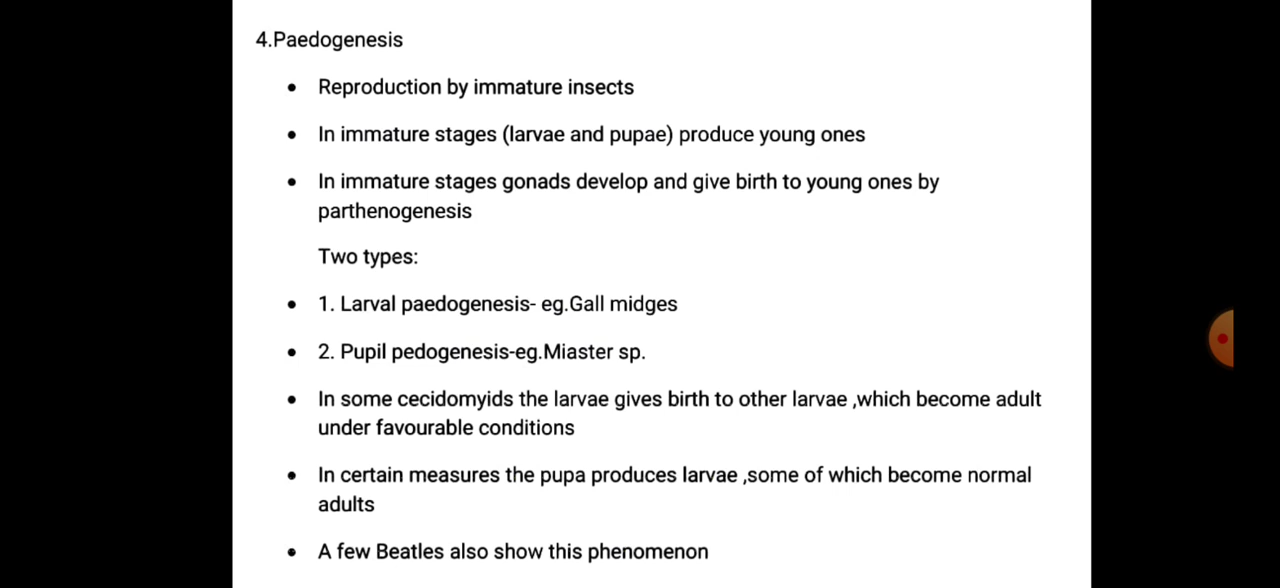 4.Paedogenesis
• Reproduction by immature insects
• In immature stages (larvae and pupae) produce young ones
• In immature stages gonads develop and give birth to young ones by
parthenogenesis
Two types:
• 1. Larval paedogenesis- eg.Gall midges
• 2. Pupil pedogenesis-eg.Miaster sp.
• In some cecidomyids the larvae gives birth to other larvae ,which become adult
under favourable conditions
• In certain measures the pupa produces larvae ,some of which become normal
adults
• A few Beatles also show this phenomenon